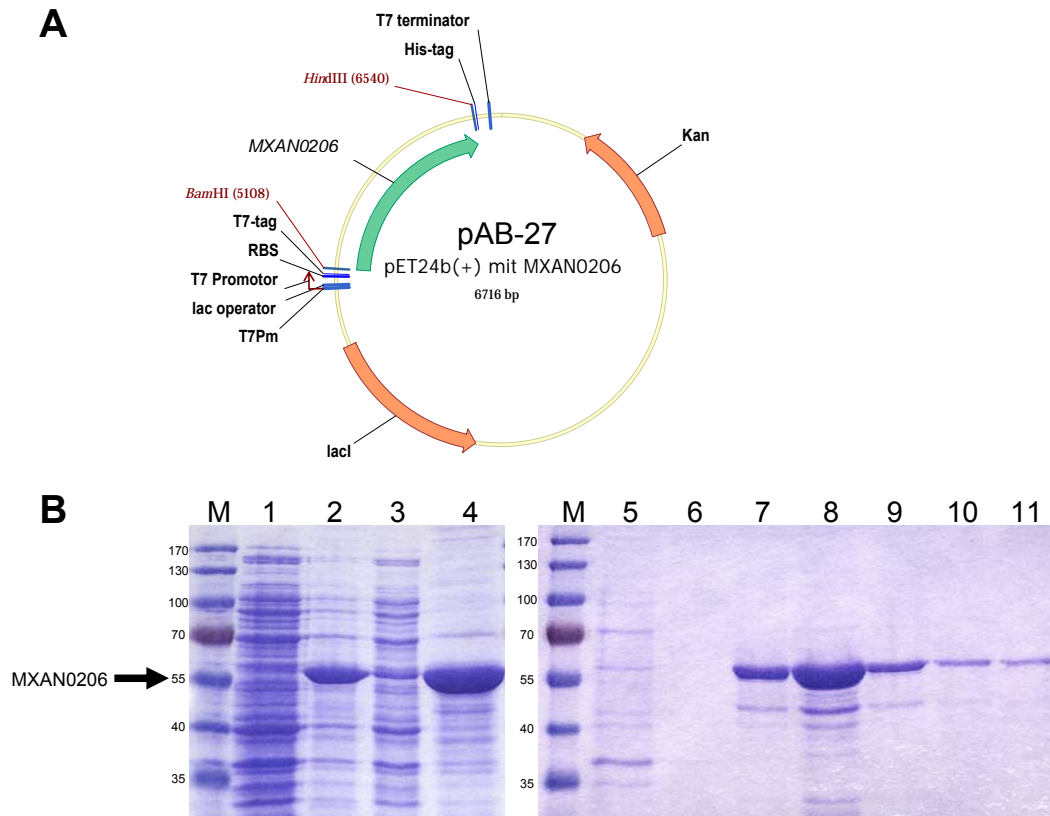 A
T7 terminator
His-tag
HindIII (6540)
Kan
MXAN0206
BamHI (5108)
T7-tag
RBS
T7 Promotor
lac operator
T7Pm
pAB-27
pET24b(+) mit MXAN0206
6716 bp
lacI
B
M 1 2 3 4 M 5 6 7 8 9 10 11
170
130
100
70
55
40
35
MXAN0206
170
130
100
70
55
40
35